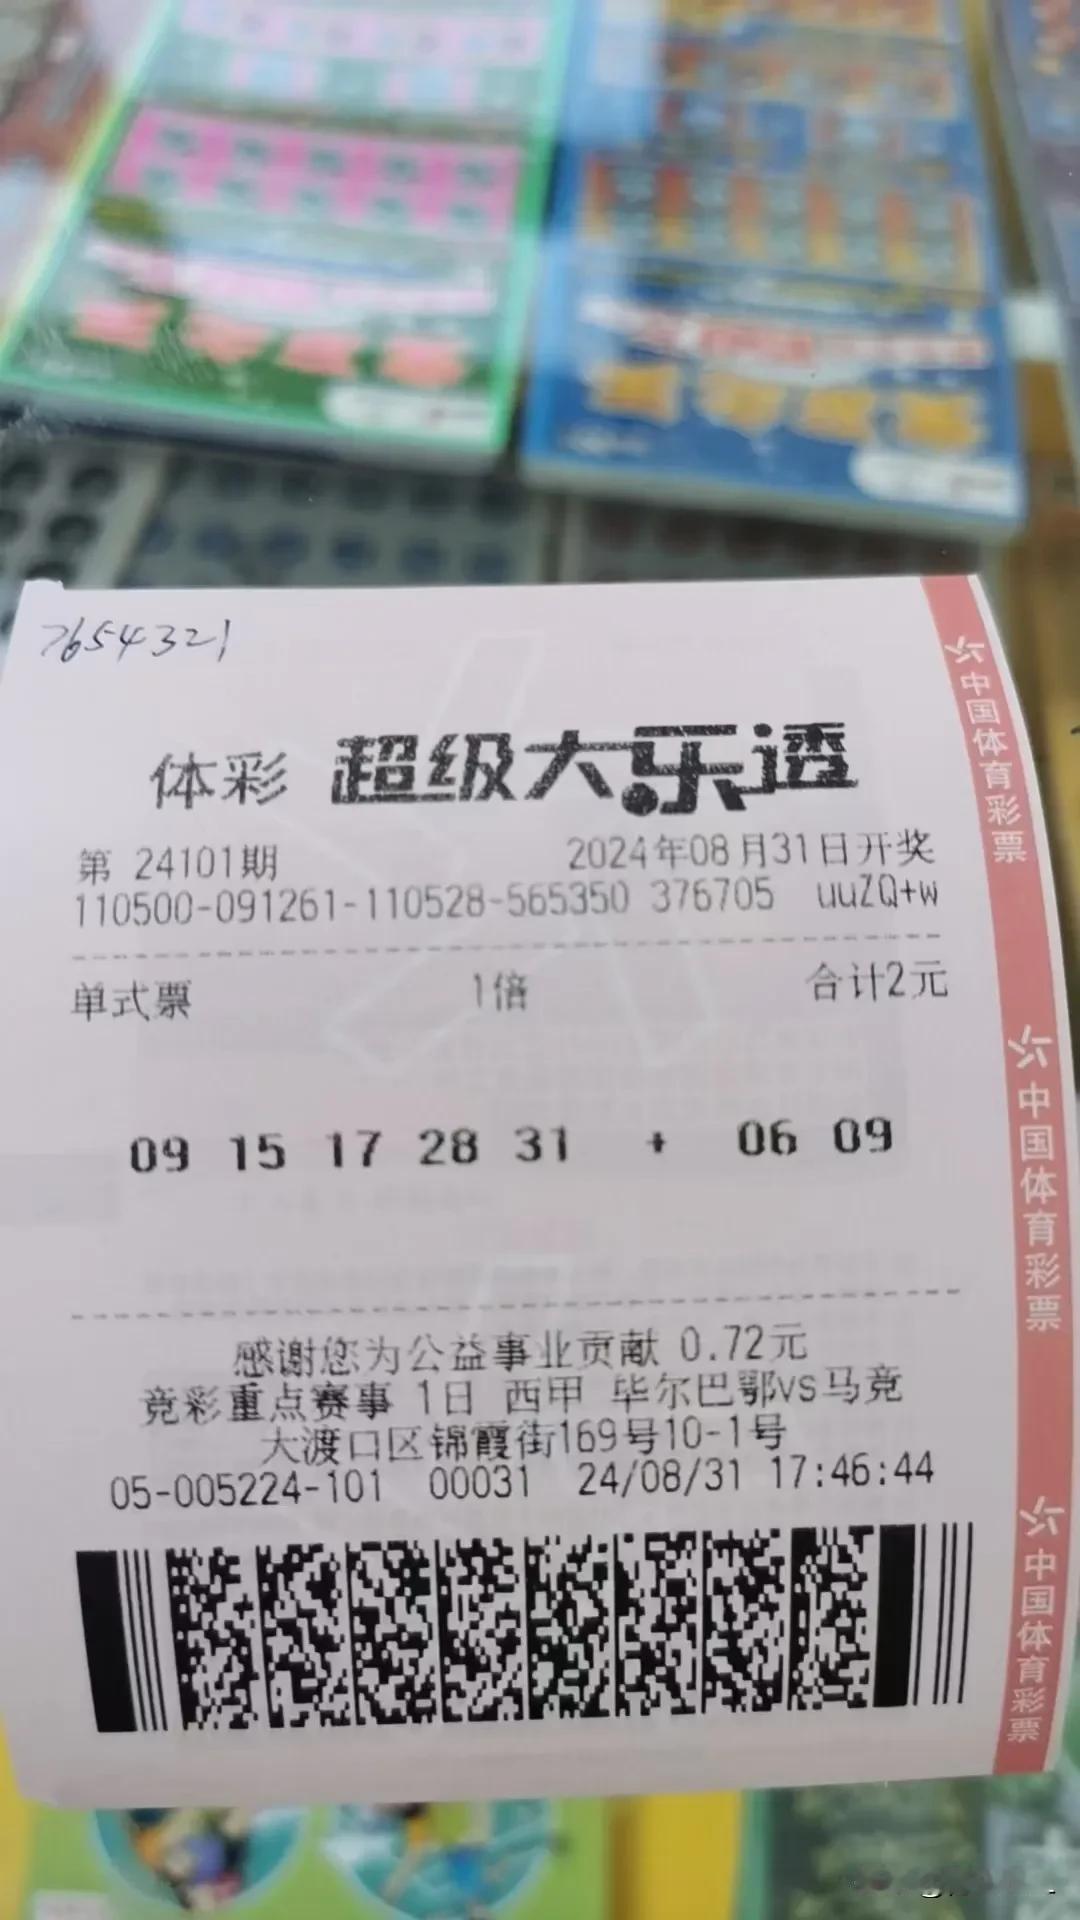 7654321
体彩 超级大乐透
第 24101期 2024年08月31日开奖
110500-091261-110528-565350 376705 uuZQ+w
单式票 1倍 合计2元
09 15 17 28 31 + 06 09
感谢您为公益事业贡献 0.72元
竞彩重点赛事 1日 西甲 毕尔巴鄂vs马竞
大渡口区锦霞街169号10-1号
05-005224-101 00031 24/08/31 17:46:44
中国体育彩票
中国体育彩票
中国体育彩票